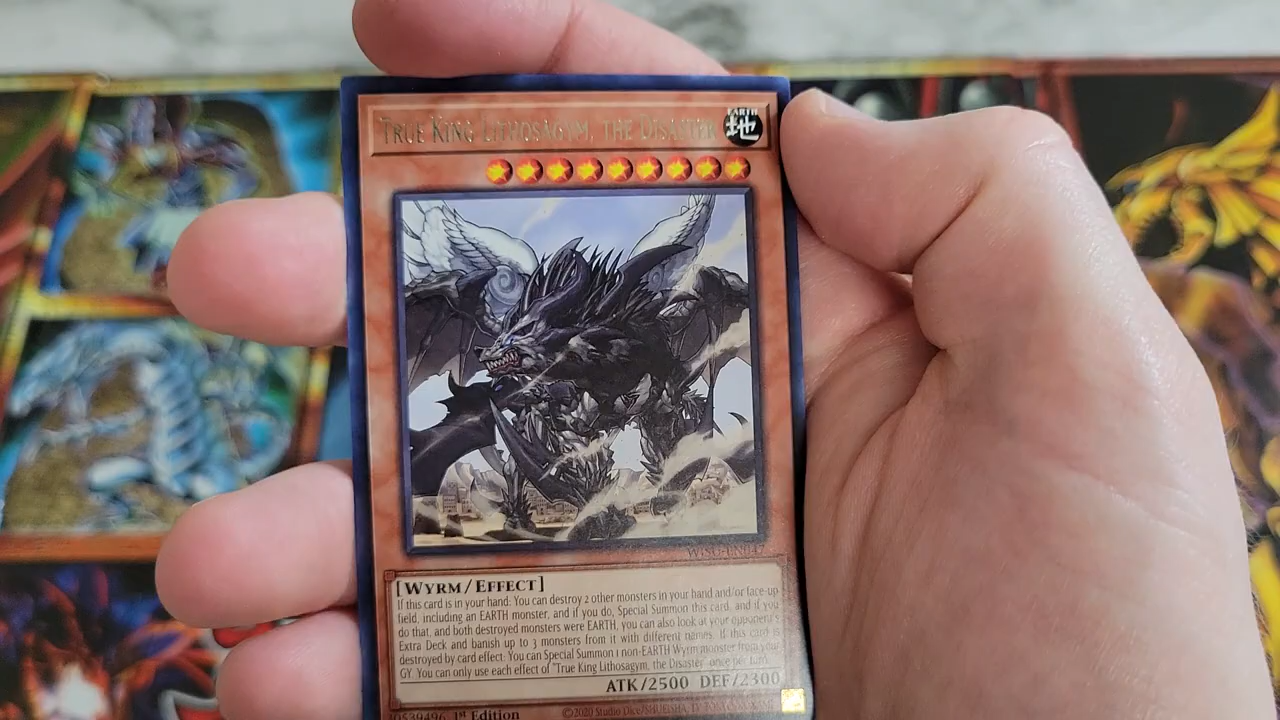 True King Lithosagym, the Disaster
EARTH
地
[Wyrm/Effect]
If this card is in your hand: You can destroy 2 other monsters in your hand and/or face-up
field, including an EARTH monster, and if you do, Special Summon this card, and if you
do that, and both destroyed monsters were EARTH, you can also look at your opponent's
Extra Deck and banish up to 3 monsters from it with different names. If this card is
destroyed by card effect: You can Special Summon 1 non-EARTH Wyrm monster from your
GY. You can only use each effect of "True King Lithosagym, the Disaster" once per turn.
ATK/2500 DEF/2300
1st Edition
©2020 Studio Dice/SHUEISHA,